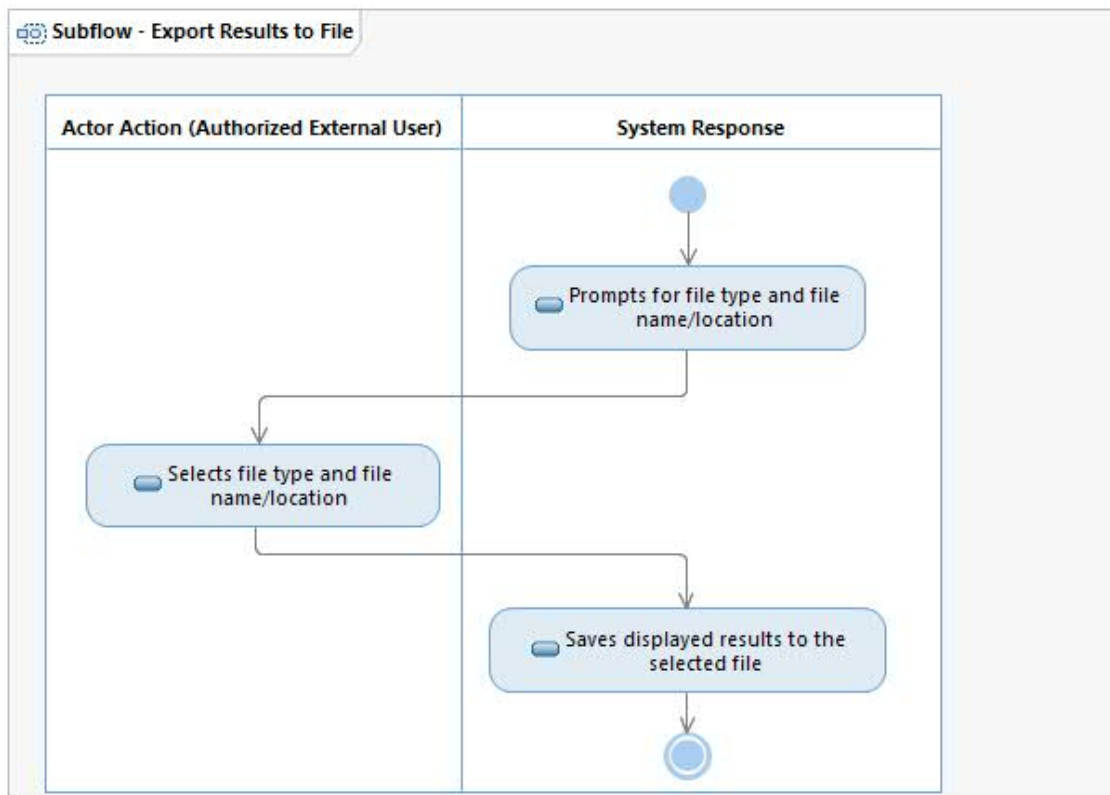 Subflow - Export Results to File
Actor Action (Authorized External User)
System Response
Prompts for file type and file
name/location
Selects file type and file
name/location
Saves displayed results to the
selected file